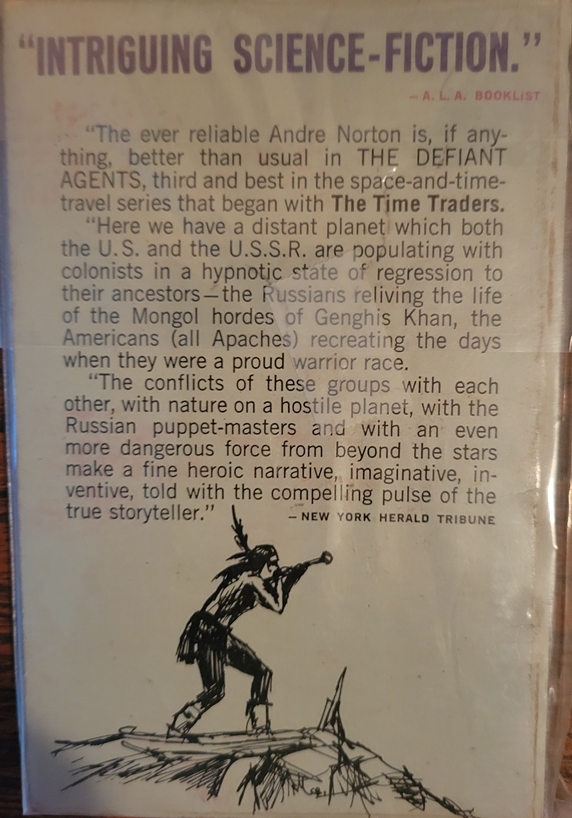 “INTRIGUING SCIENCE-FICTION.”
– A. L. A. BOOKLIST
“The ever reliable Andre Norton is, if any-
thing, better than usual in THE DEFIANT
AGENTS, third and best in the space-and-time-
travel series that began with The Time Traders.
“Here we have a distant planet which both
the U.S. and the U.S.S.R. are populating with
colonists in a hypnotic state of regression to
their ancestors—the Russians reliving the life
of the Mongol hordes of Genghis Khan, the
Americans (all Apaches) recreating the days
when they were a proud warrior race.
“The conflicts of these groups with each
other, with nature on a hostile planet, with the
Russian puppet-masters and with an even
more dangerous force from beyond the stars
make a fine heroic narrative, imaginative, in-
ventive, told with the compelling pulse of the
true storyteller.” – NEW YORK HERALD TRIBUNE